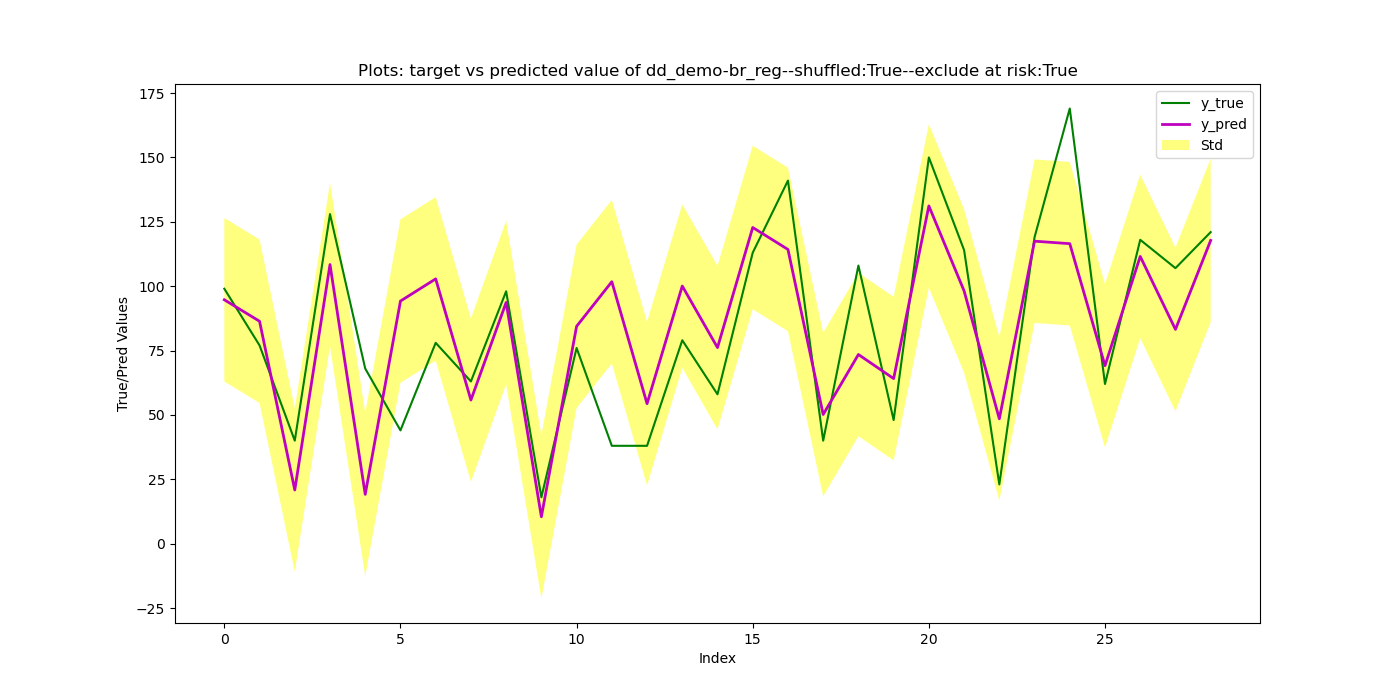 Plots: target vs predicted value of dd_demo-br_reg--shuffled:True--exclude at risk:True
y_true
y_pred
Std
175
150
125
100
75
50
25
0
−25
True/Pred Values
0 5 10 15 20 25
Index